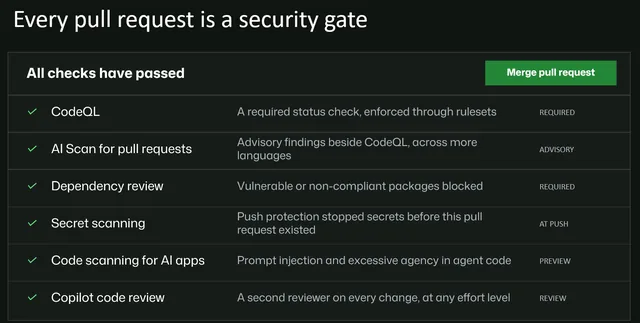 Every pull request is a security gate
All checks have passed
Merge pull request
CodeQL
A required status check, enforced through rulesets
REQUIRED
AI Scan for pull requests
Advisory findings beside CodeQL, across more
languages
ADVISORY
Dependency review
Vulnerable or non-compliant packages blocked
REQUIRED
Secret scanning
Push protection stopped secrets before this pull
request existed
AT PUSH
Code scanning for AI apps
Prompt injection and excessive agency in agent code
PREVIEW
Copilot code review
A second reviewer on every change, at any effort level
REVIEW